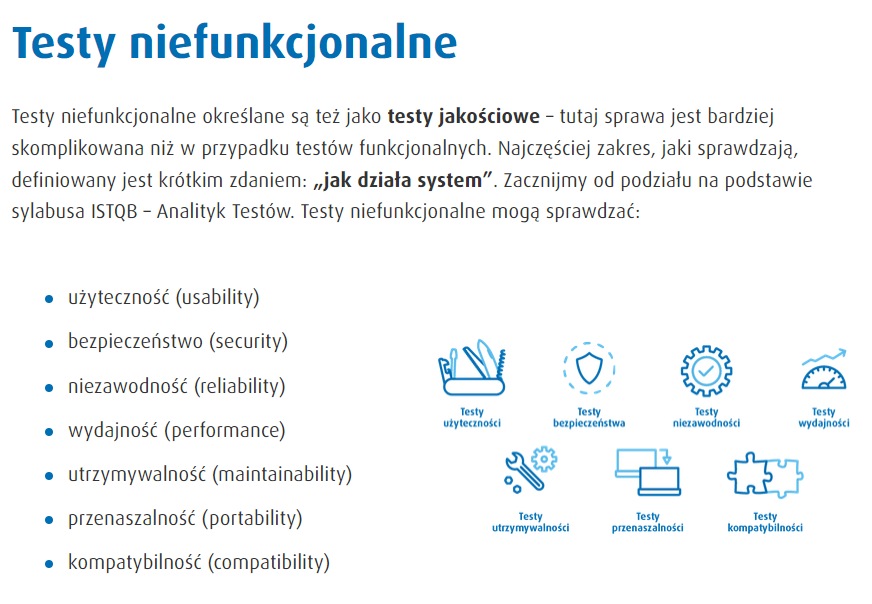 Testy niefunkcjonalne
Testy niefunkcjonalne określane są też jako testy jakościowe – tutaj sprawa jest bardziej
skomplikowana niż w przypadku testów funkcjonalnych. Najczęściej zakres, jaki sprawdzają,
definiowany jest krótkim zdaniem: „jak działa system”. Zacznijmy od podziału na podstawie
sylabusa ISTQB – Analityk Testów. Testy niefunkcjonalne mogą sprawdzać:
użyteczność (usability)
bezpieczeństwo (security)
niezawodność (reliability)
wydajność (performance)
utrzymywalność (maintainability)
przenaszalność (portability)
kompatybilność (compatibility)
Testy
użyteczności
Testy
bezpieczeństwa
Testy
niezawodności
Testy
wydajności
Testy
utrzymywalności
Testy
przenaszalności
Testy
kompatybilności